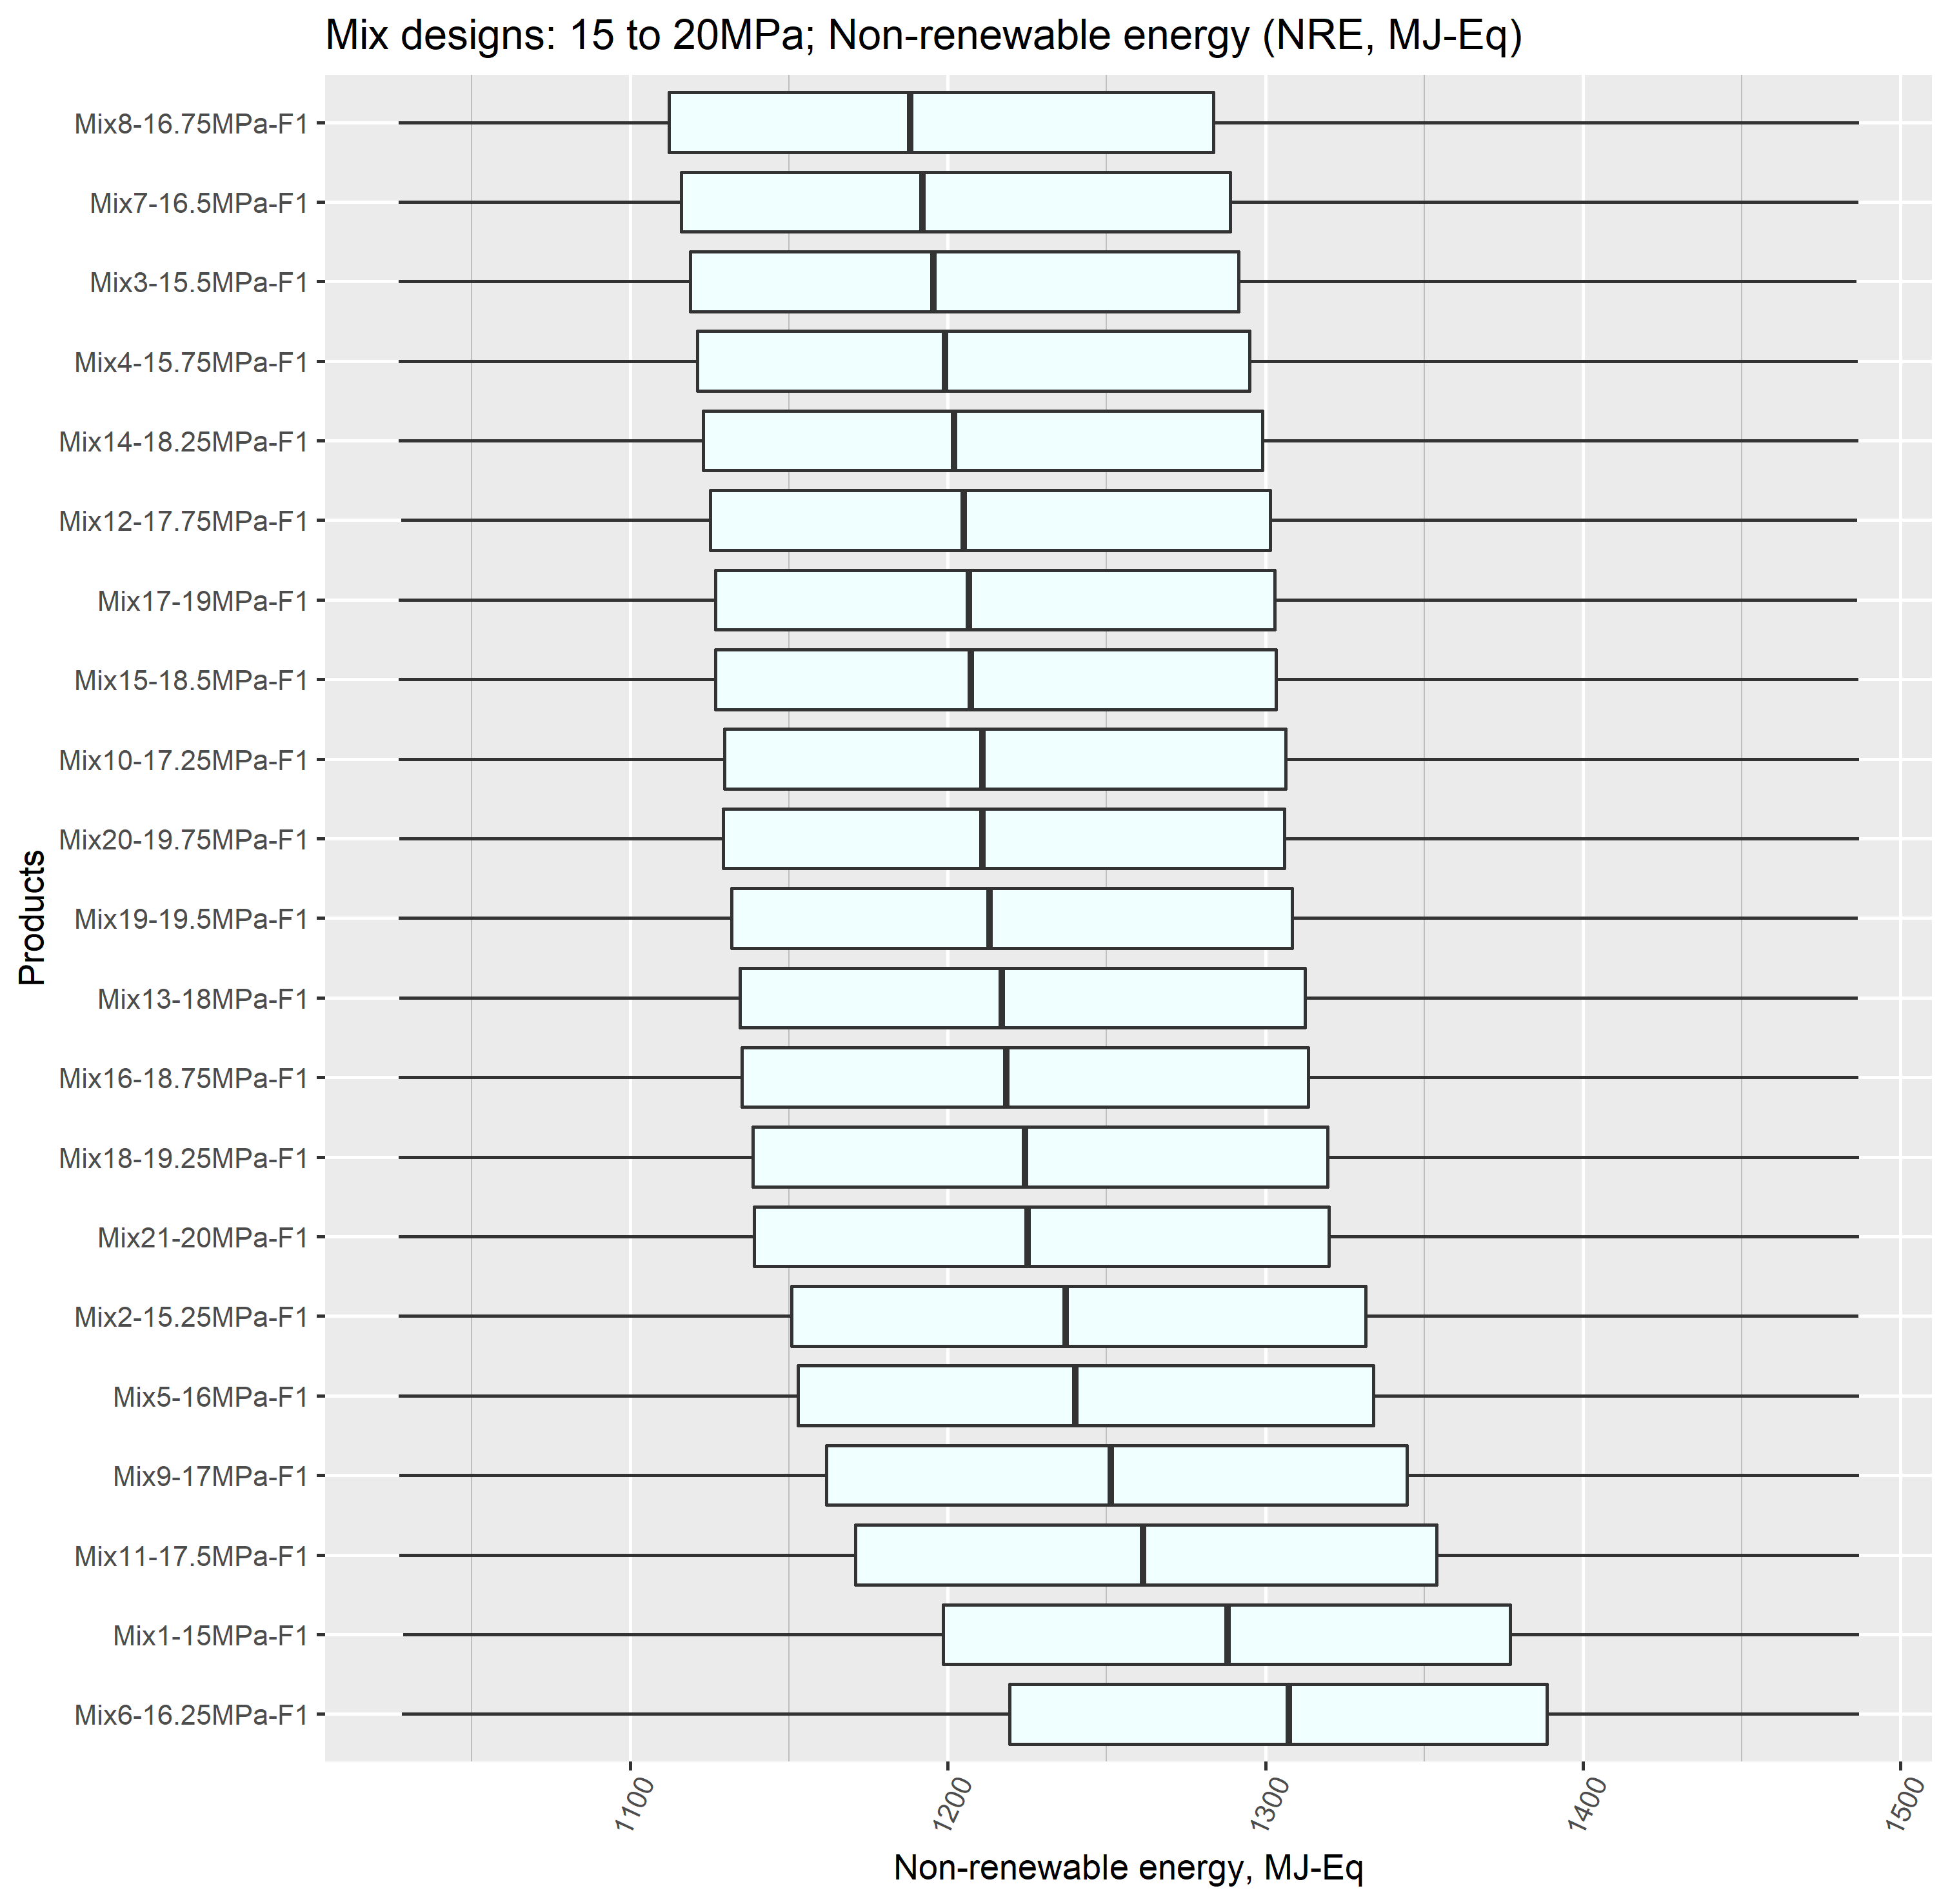 Mix designs: 15 to 20MPa; Non-renewable energy (NRE, MJ-Eq)
Products
Mix8-16.75MPa-F1
Mix7-16.5MPa-F1
Mix3-15.5MPa-F1
Mix4-15.75MPa-F1
Mix14-18.25MPa-F1
Mix12-17.75MPa-F1
Mix17-19MPa-F1
Mix15-18.5MPa-F1
Mix10-17.25MPa-F1
Mix20-19.75MPa-F1
Mix19-19.5MPa-F1
Mix13-18MPa-F1
Mix16-18.75MPa-F1
Mix18-19.25MPa-F1
Mix21-20MPa-F1
Mix2-15.25MPa-F1
Mix5-16MPa-F1
Mix9-17MPa-F1
Mix11-17.5MPa-F1
Mix1-15MPa-F1
Mix6-16.25MPa-F1
1100 1200 1300 1400 1500
Non-renewable energy, MJ-Eq